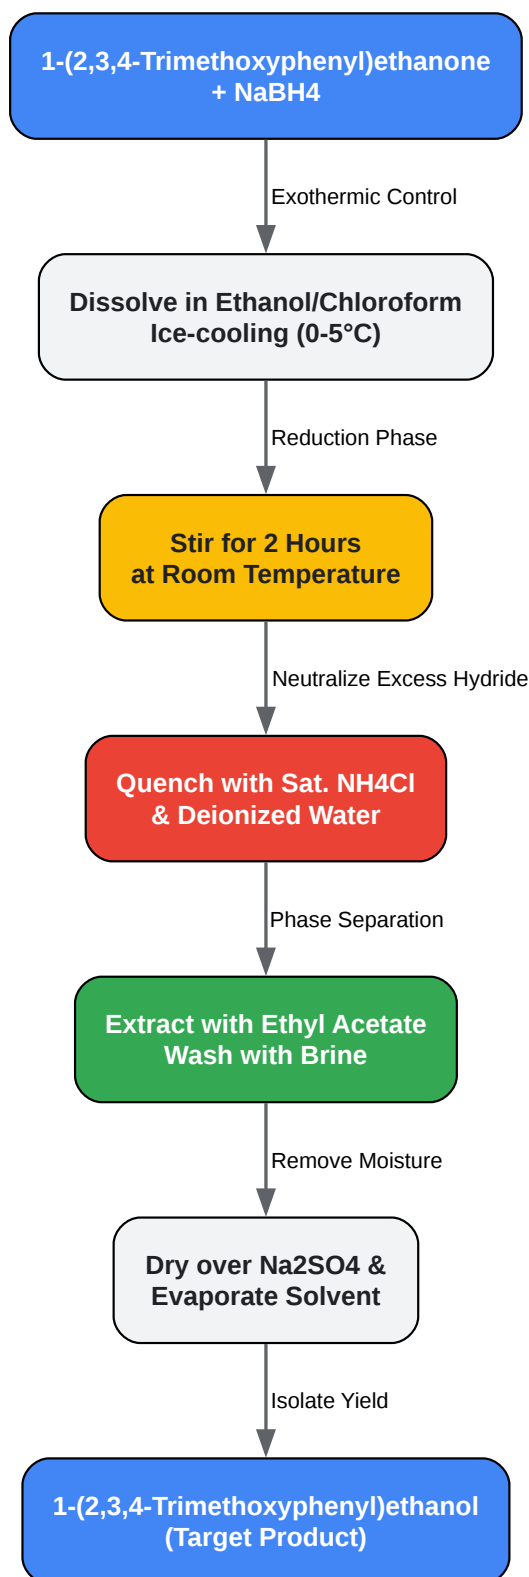 1-(2,3,4-Trimethoxyphenyl)ethanone
+ NaBH4
Exothermic Control
Dissolve in Ethanol/Chloroform
Ice-cooling (0-5°C)
Reduction Phase
Stir for 2 Hours
at Room Temperature
Neutralize Excess Hydride
Quench with Sat. NH4Cl
& Deionized Water
Phase Separation
Extract with Ethyl Acetate
Wash with Brine
Remove Moisture
Dry over Na2SO4 &
Evaporate Solvent
Isolate Yield
1-(2,3,4-Trimethoxyphenyl)ethanol
(Target Product)